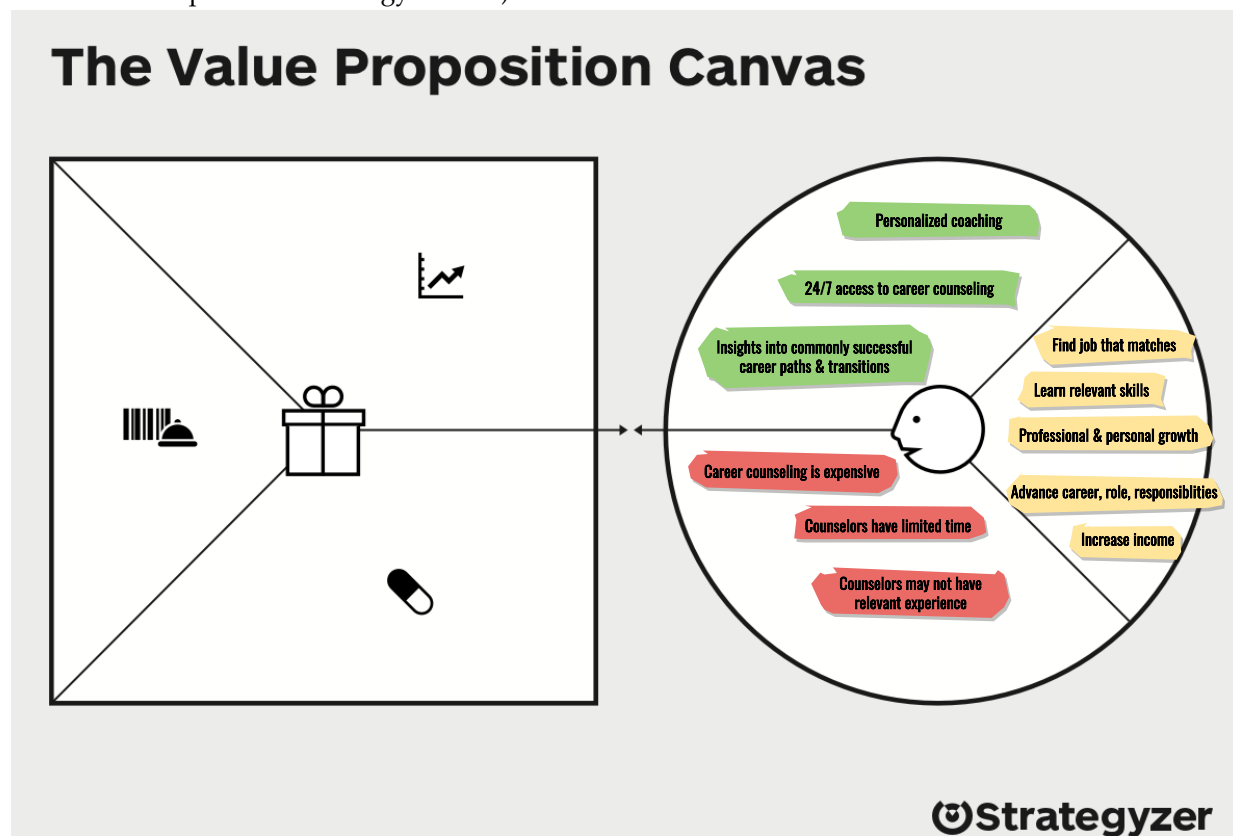 The Value Proposition Canvas
Personalized coaching
24/7 access to career counseling
Insights into commonly successful
career paths & transitions
Find job that matches
Learn relevant skills
Professional & personal growth
Advance career, role, responsiblities
Increase income
Career counseling is expensive
Counselors have limited time
Counselors may not have
relevant experience
Strategyzer